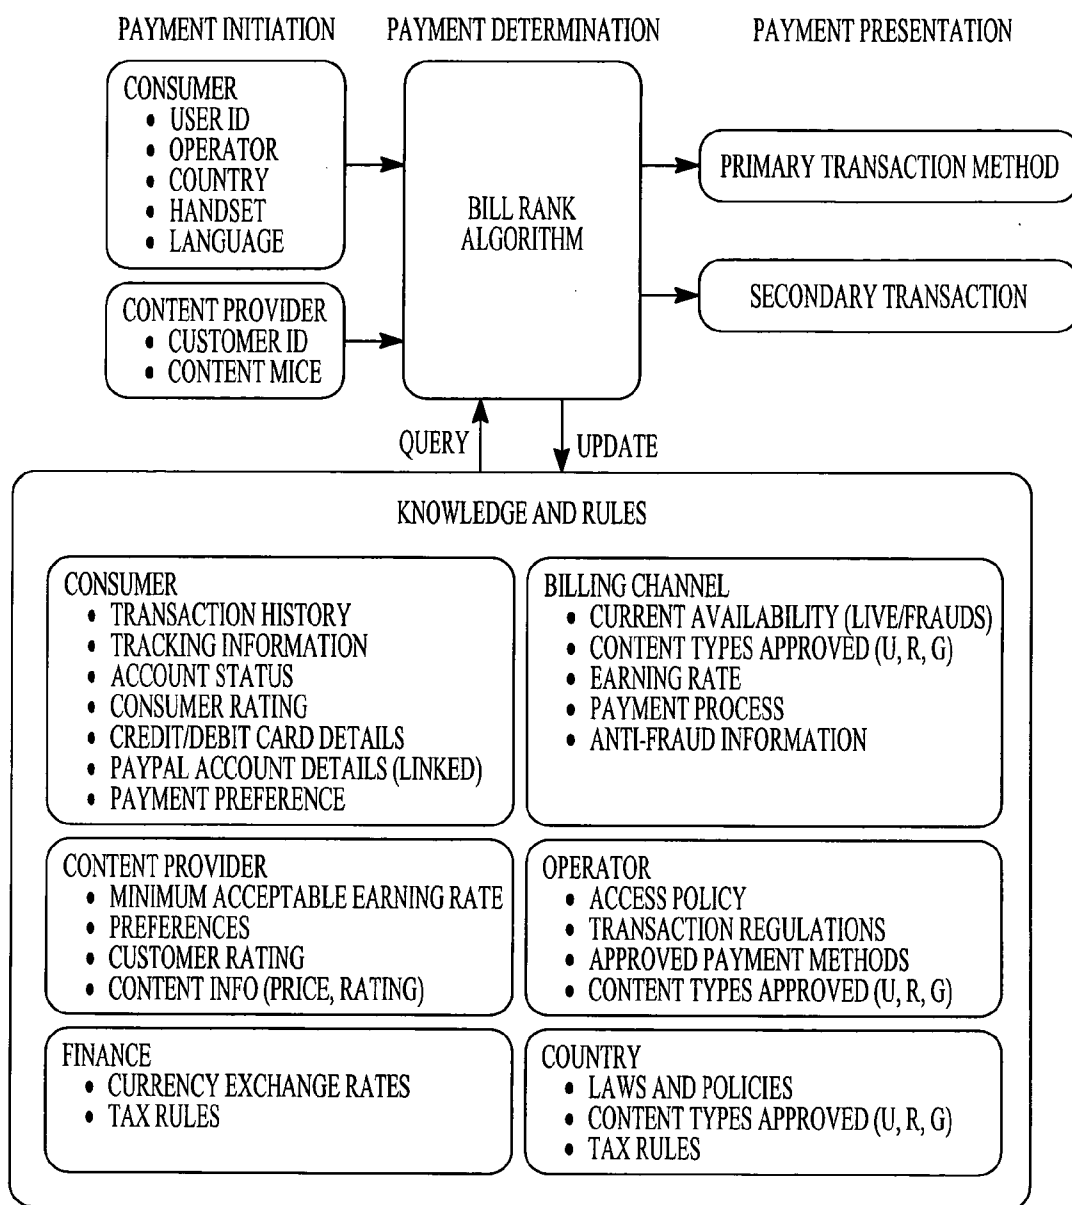 PAYMENT INITIATION
PAYMENT DETERMINATION
PAYMENT PRESENTATION
CONSUMER
• USER ID
• OPERATOR
• COUNTRY
• HANDSET
• LANGUAGE
CONTENT PROVIDER
• CUSTOMER ID
• CONTENT MICE
BILL RANK
ALGORITHM
PRIMARY TRANSACTION METHOD
SECONDARY TRANSACTION
QUERY
UPDATE
KNOWLEDGE AND RULES
CONSUMER
• TRANSACTION HISTORY
• TRACKING INFORMATION
• ACCOUNT STATUS
• CONSUMER RATING
• CREDIT/DEBIT CARD DETAILS
• PAYPAL ACCOUNT DETAILS (LINKED)
• PAYMENT PREFERENCE
BILLING CHANNEL
• CURRENT AVAILABILITY (LIVE/FRAUDS)
• CONTENT TYPES APPROVED (U, R, G)
• EARNING RATE
• PAYMENT PROCESS
• ANTI-FRAUD INFORMATION
CONTENT PROVIDER
• MINIMUM ACCEPTABLE EARNING RATE
• PREFERENCES
• CUSTOMER RATING
• CONTENT INFO (PRICE, RATING)
OPERATOR
• ACCESS POLICY
• TRANSACTION REGULATIONS
• APPROVED PAYMENT METHODS
• CONTENT TYPES APPROVED (U, R, G)
FINANCE
• CURRENCY EXCHANGE RATES
• TAX RULES
COUNTRY
• LAWS AND POLICIES
• CONTENT TYPES APPROVED (U, R, G)
• TAX RULES